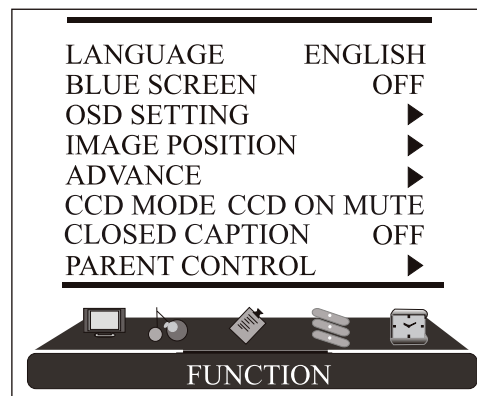 LANGUAGE ENGLISH
BLUE SCREEN OFF
OSD SETTING
IMAGE POSITION
ADVANCE
CCD MODE CCD ON MUTE
CLOSED CAPTION OFF
PARENT CONTROL
FUNCTION